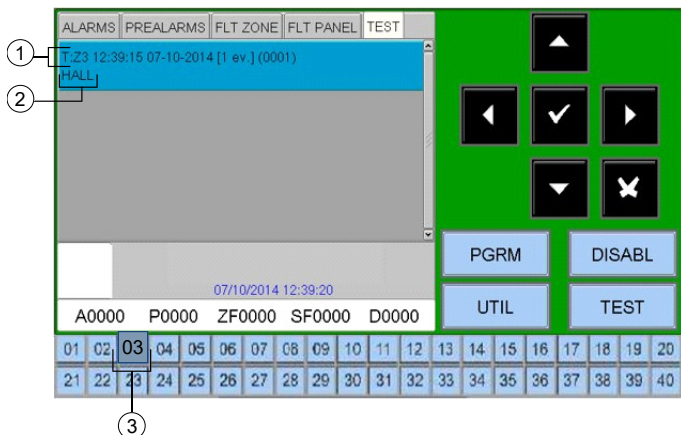 ALARMS PREALARMS FLT ZONE FLT PANEL TEST
1
T:Z3 12:39:15 07-10-2014 [1 ev.] (0001)
HALL
2
PGRM DISABL
07/10/2014 12:39:20
A0000 P0000 ZF0000 SF0000 D0000
UTIL TEST
01 02 03 04 05 06 07 08 09 10 11 12 13 14 15 16 17 18 19 20
21 22 23 24 25 26 27 28 29 30 31 32 33 34 35 36 37 38 39 40
3